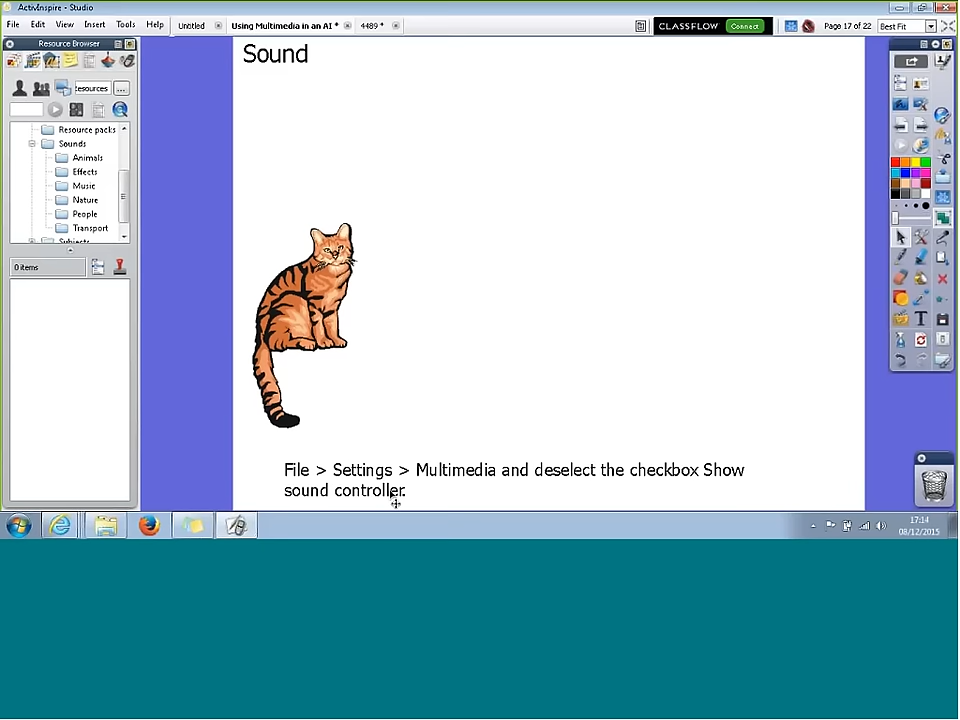 ActivInspire - Studio
File Edit View Insert Tools Help
Untitled
Using Multimedia in an AI *
4489 *
CLASSFLOW
Connect
Page 17 of 22
Best Fit
Resource Browser
esources
...
Resource packs
Sounds
Animals
Effects
Music
Nature
People
Transport
Subjects
0 items
Sound
File > Settings > Multimedia and deselect the checkbox Show
sound controller.
17:14
08/12/2015